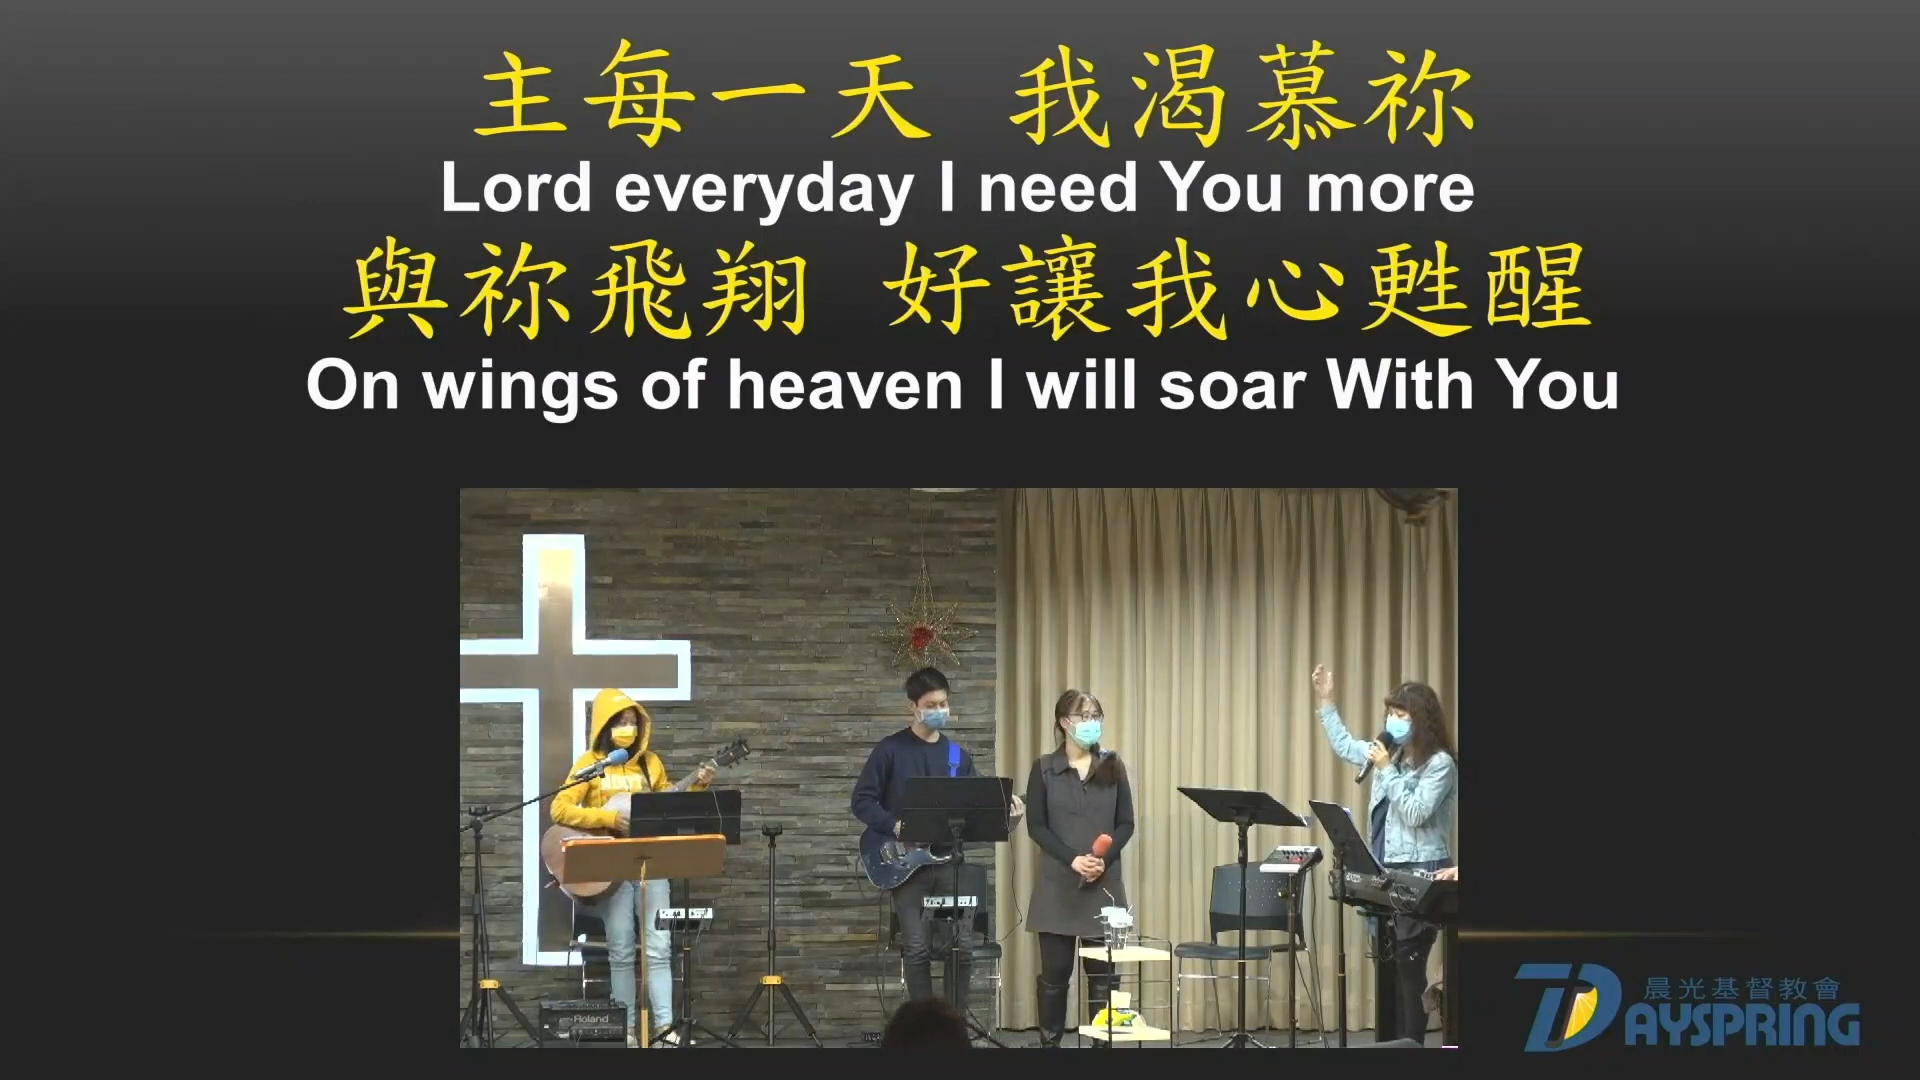 主每一天 我渴慕祢
Lord everyday I need You more
與祢飛翔 好讓我心甦醒
On wings of heaven I will soar With You
Roland
晨光基督教會
DAYSPRING